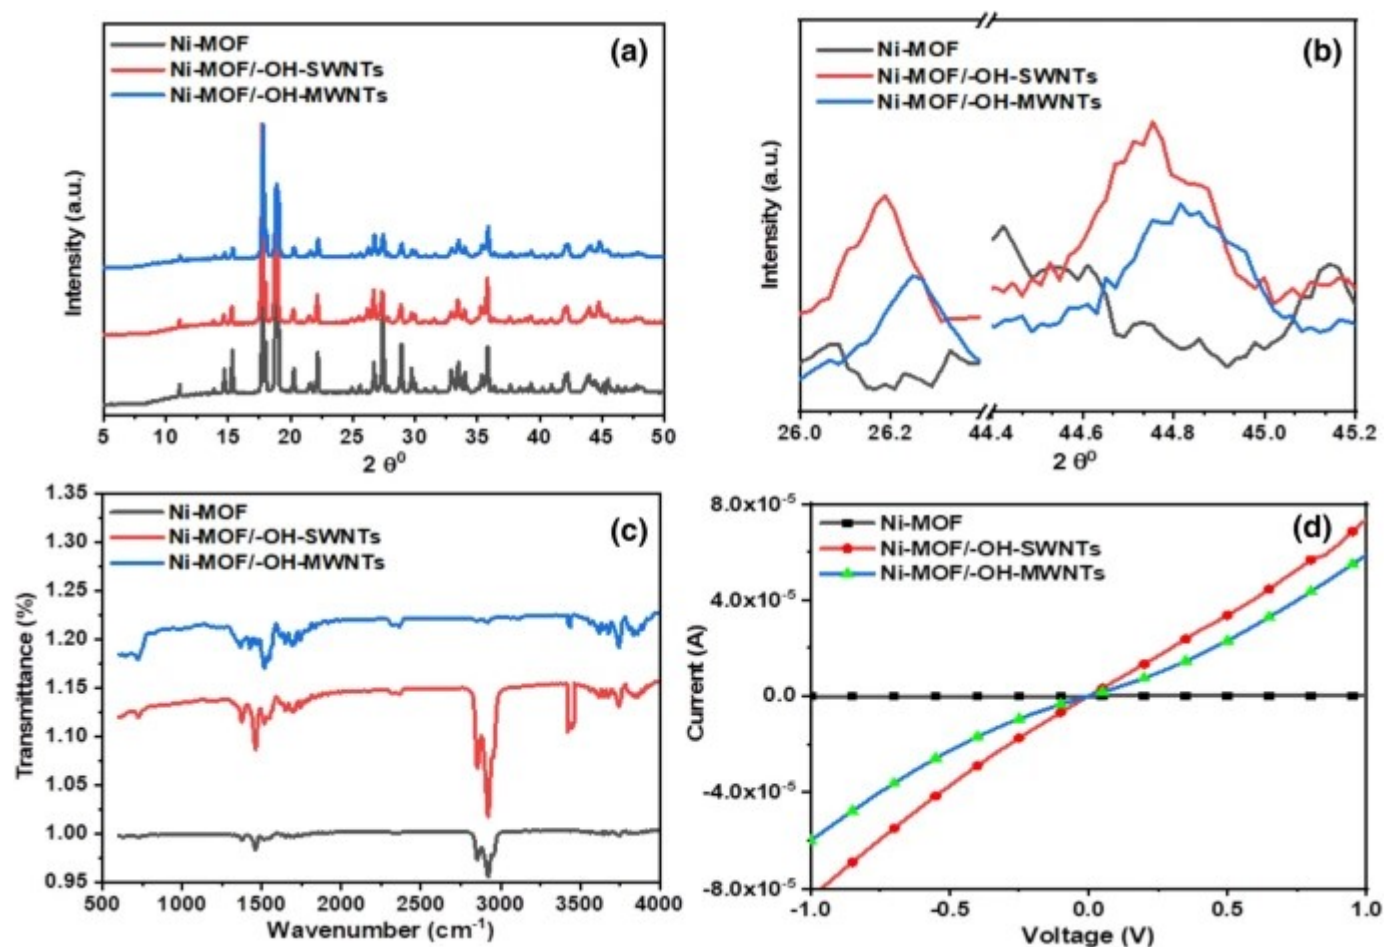 Ni-MOF
Ni-MOF/-OH-SWNTs
Ni-MOF/-OH-MWNTs
(a)
Intensity (a.u.)
5 10 15 20 25 30 35 40 45 50
2 θ⁰
Ni-MOF
Ni-MOF/-OH-SWNTs
Ni-MOF/-OH-MWNTs
(b)
Intensity (a.u.)
26.0 26.2 44.4 44.6 44.8 45.0 45.2
2 θ⁰
1.35
1.30
1.25
1.20
1.15
1.10
1.05
1.00
0.95
Ni-MOF
Ni-MOF/-OH-SWNTs
Ni-MOF/-OH-MWNTs
(c)
Transmittance (%)
500 1000 1500 2000 2500 3000 3500 4000
Wavenumber (cm⁻¹)
8.0x10⁻⁵
4.0x10⁻⁵
0.0
-4.0x10⁻⁵
-8.0x10⁻⁵
Ni-MOF
Ni-MOF/-OH-SWNTs
Ni-MOF/-OH-MWNTs
(d)
Current (A)
-1.0 -0.5 0.0 0.5 1.0
Voltage (V)